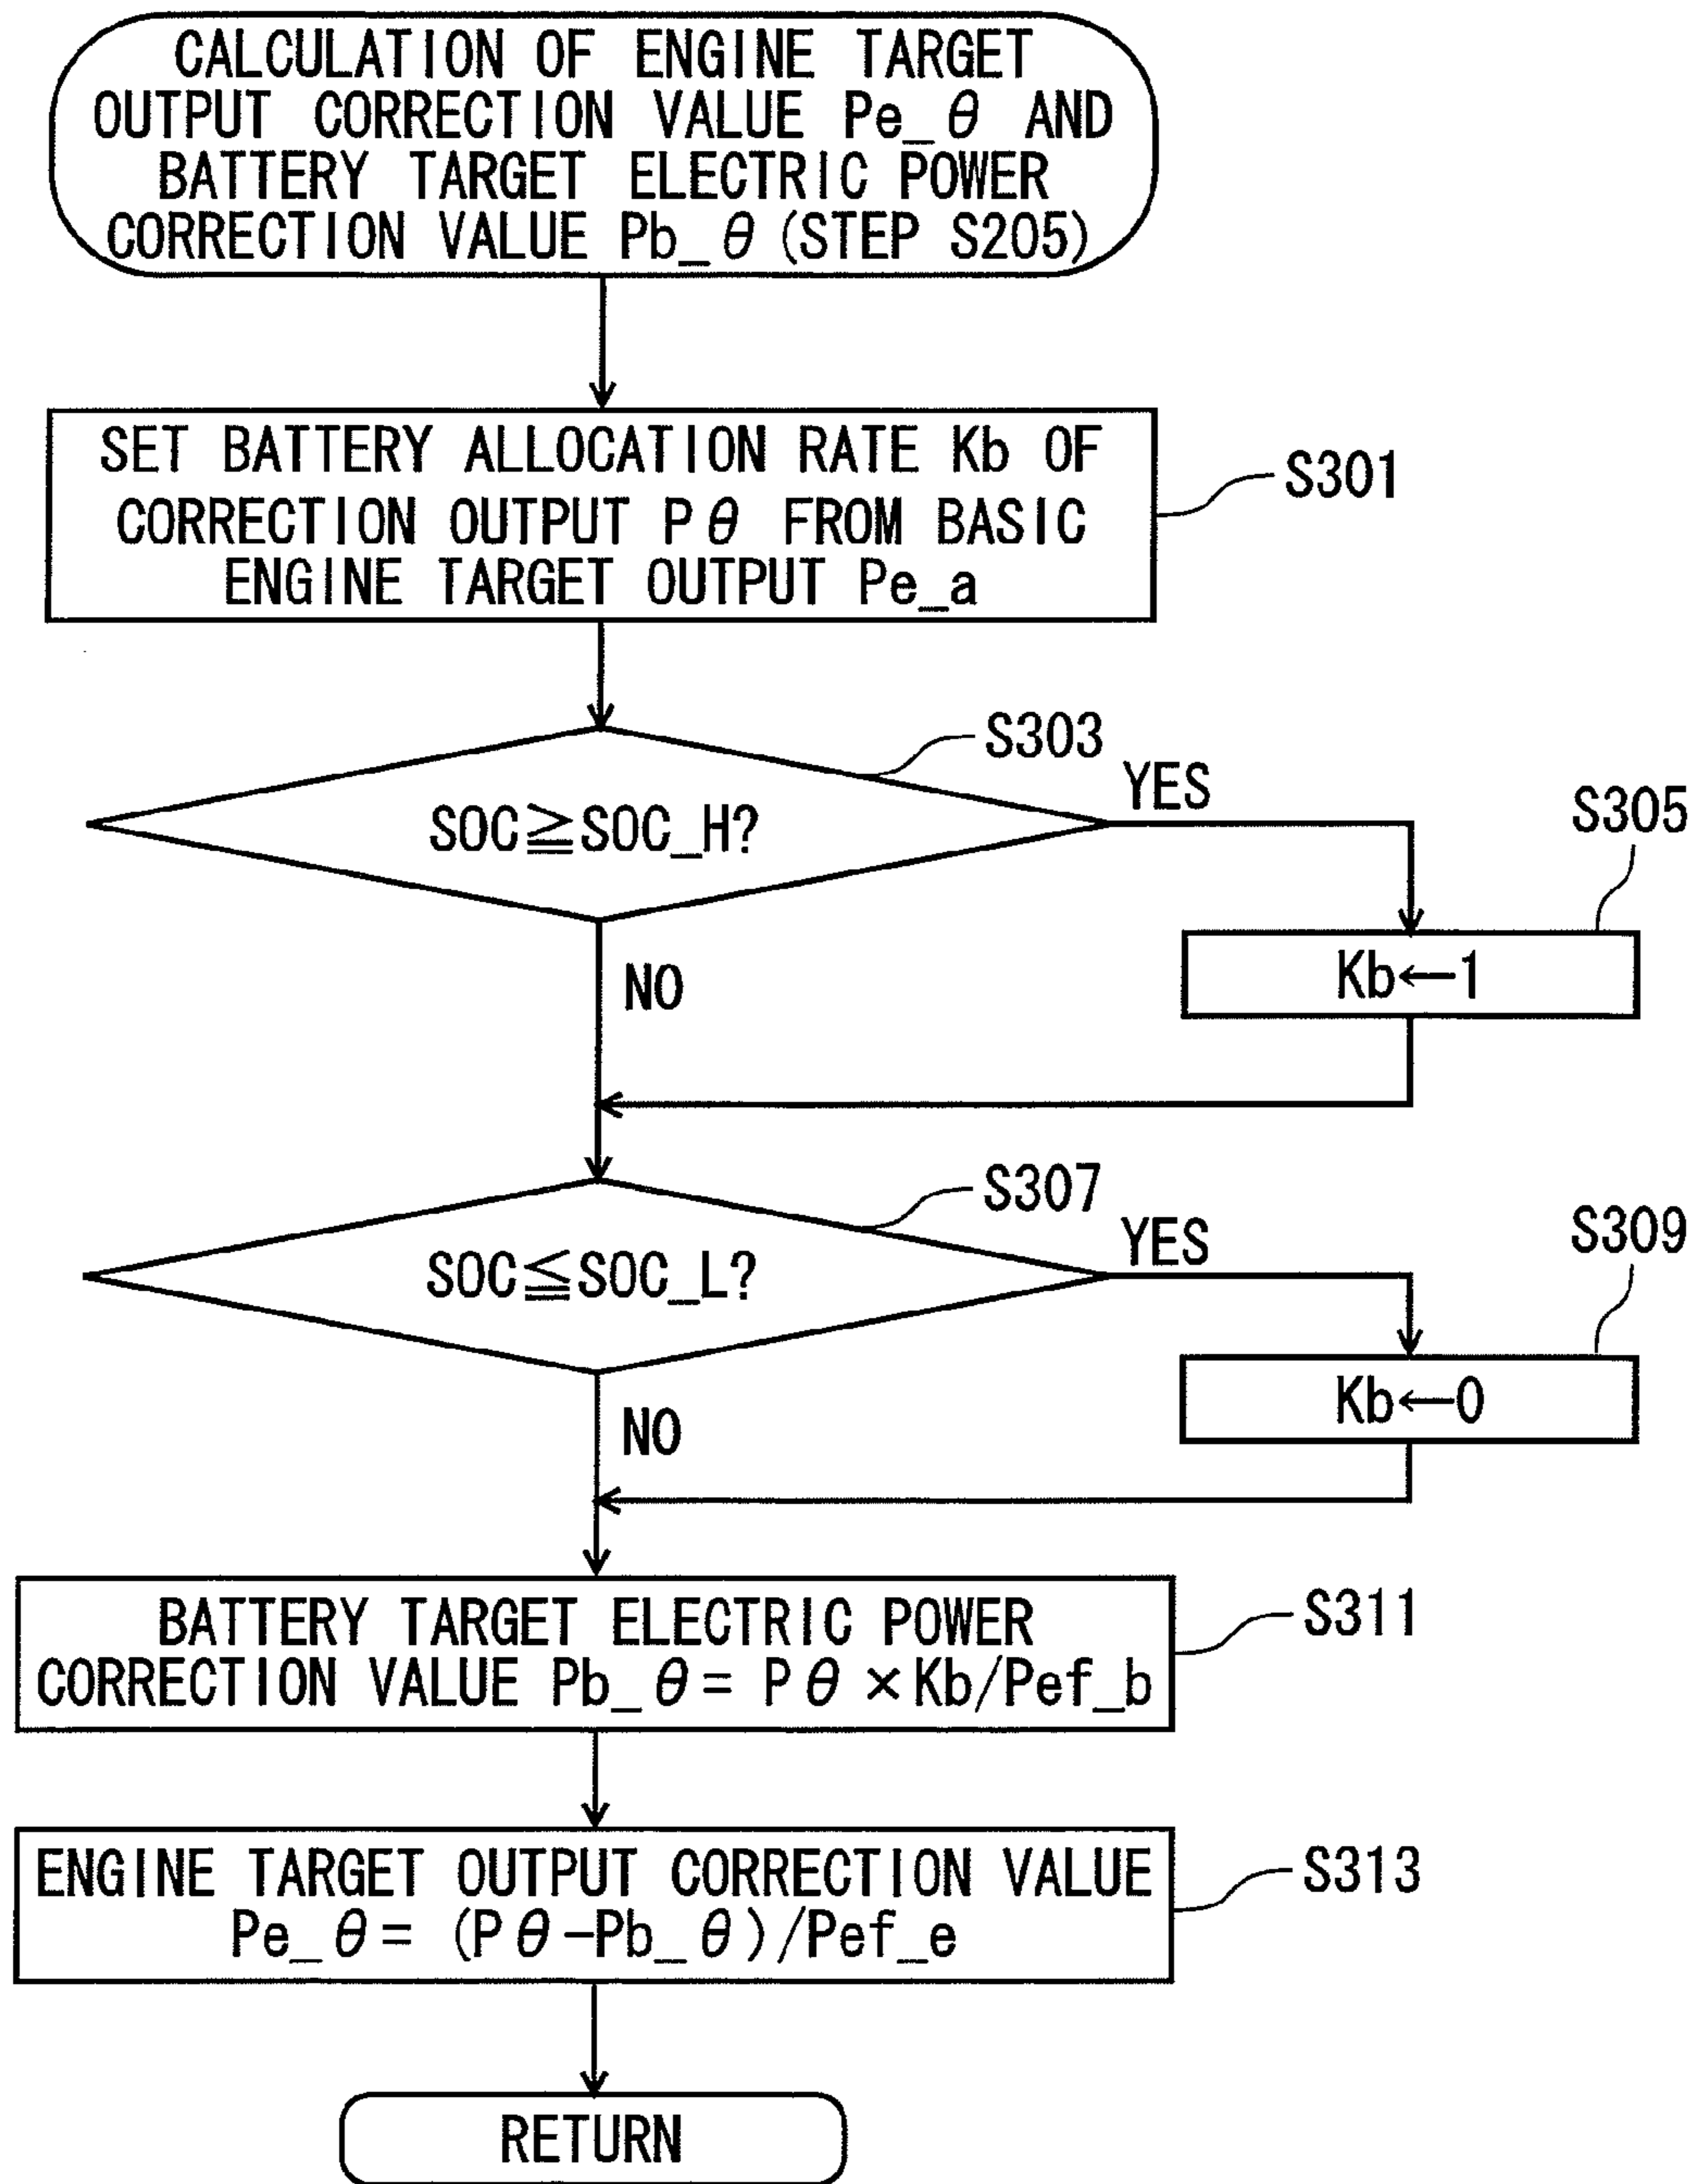 CALCULATION OF ENGINE TARGET
OUTPUT CORRECTION VALUE Pe_θ AND
BATTERY TARGET ELECTRIC POWER
CORRECTION VALUE Pb_θ (STEP S205)
SET BATTERY ALLOCATION RATE Kb OF
CORRECTION OUTPUT Pθ FROM BASIC
ENGINE TARGET OUTPUT Pe_a
S301
S303
SOC≧SOC_H?
YES
S305
Kb←1
NO
S307
SOC≦SOC_L?
YES
S309
Kb←0
NO
BATTERY TARGET ELECTRIC POWER
CORRECTION VALUE Pb_θ = Pθ × Kb/Pef_b
S311
ENGINE TARGET OUTPUT CORRECTION VALUE
Pe_θ = (Pθ-Pb_θ)/Pef_e
S313
RETURN